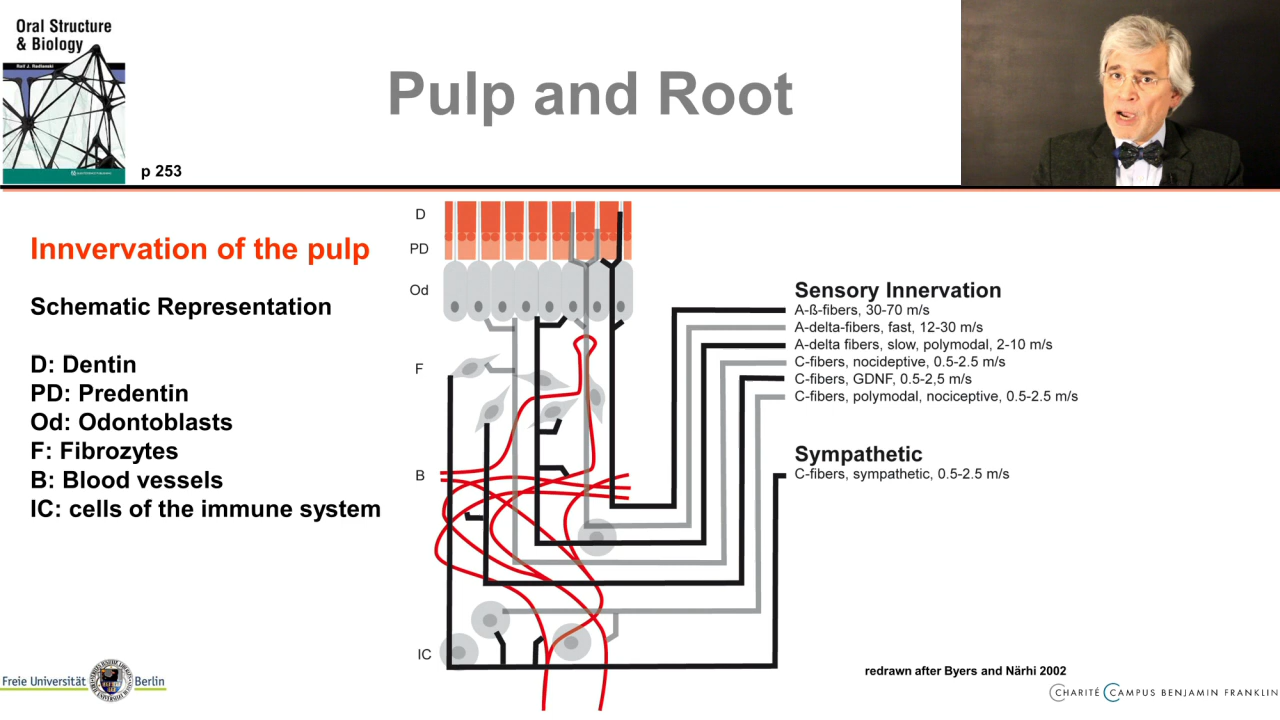 Oral Structure
& Biology
Ralf J. Radlanski
Pulp and Root
p 253
Innvervation of the pulp
Schematic Representation
D: Dentin
PD: Predentin
Od: Odontoblasts
F: Fibrozytes
B: Blood vessels
IC: cells of the immune system
D
PD
Od
F
B
IC
Sensory Innervation
A-ß-fibers, 30-70 m/s
A-delta-fibers, fast, 12-30 m/s
A-delta fibers, slow, polymodal, 2-10 m/s
C-fibers, nocideptive, 0.5-2.5 m/s
C-fibers, GDNF, 0.5-2,5 m/s
C-fibers, polymodal, nociceptive, 0.5-2.5 m/s
Sympathetic
C-fibers, sympathetic, 0.5-2.5 m/s
redrawn after Byers and Närhi 2002
Freie Universität Berlin
CHARITÉ CAMPUS BENJAMIN FRANKLIN